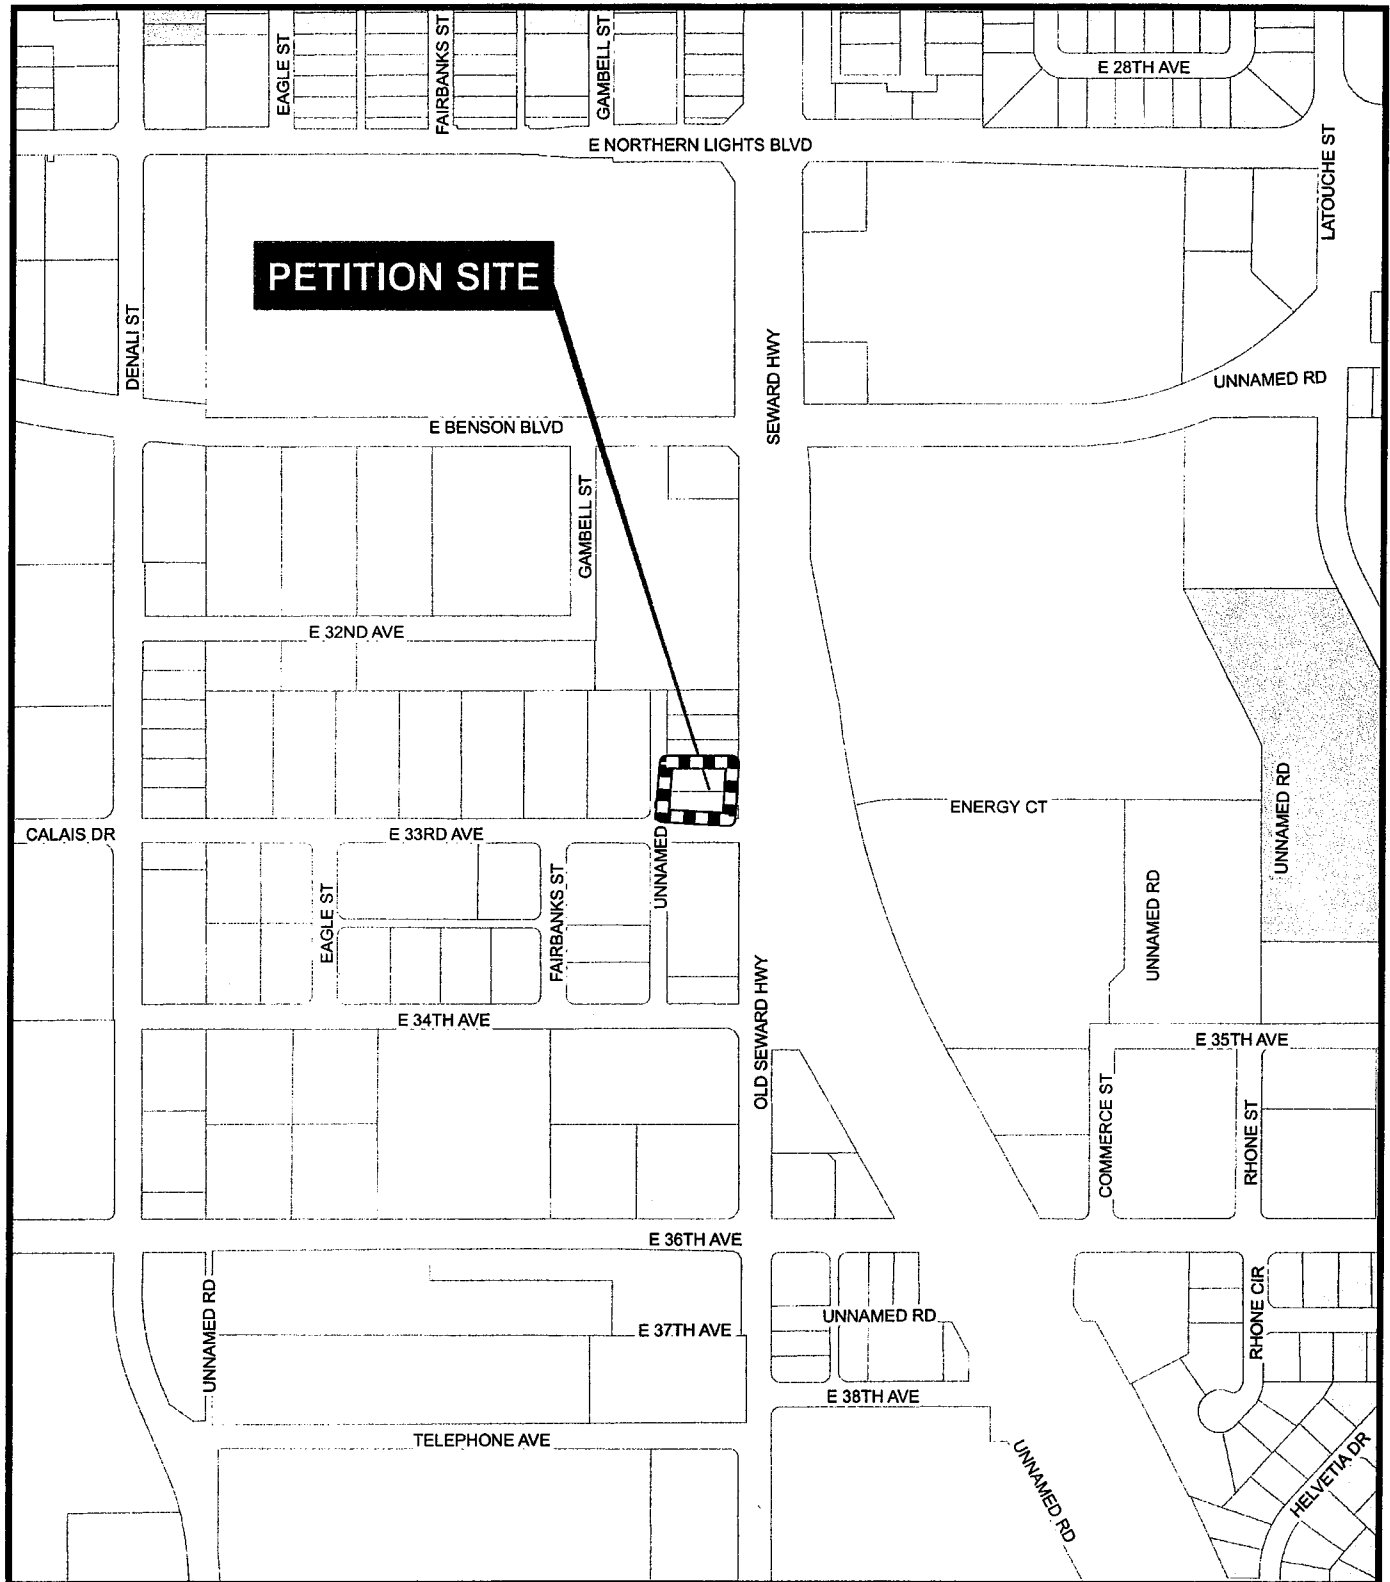 EAGLE ST
FAIRBANKS ST
GAMBELL ST
E 28TH AVE
E NORTHERN LIGHTS BLVD
LATOUCHE ST
PETITION SITE
DENALI ST
SEWARD HWY
UNNAMED RD
E BENSON BLVD
GAMBELL ST
E 32ND AVE
UNNAMED RD
ENERGY CT
CALAIS DR
E 33RD AVE
UNNAMED
EAGLE ST
FAIRBANKS ST
UNNAMED RD
OLD SEWARD HWY
E 34TH AVE
E 35TH AVE
COMMERCE ST
RHONE ST
E 36TH AVE
UNNAMED RD
UNNAMED RD
RHONE CIR
E 37TH AVE
E 38TH AVE
TELEPHONE AVE
UNNAMED RD
HELVETIA DR